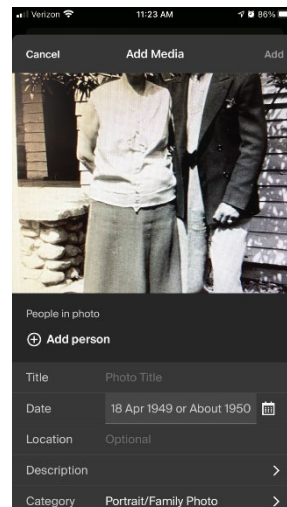 Verizon 11:23 AM 86%
Cancel Add Media Add
People in photo
Add person
Title Photo Title
Date 18 Apr 1949 or About 1950
Location Optional
Description
Category Portrait/Family Photo